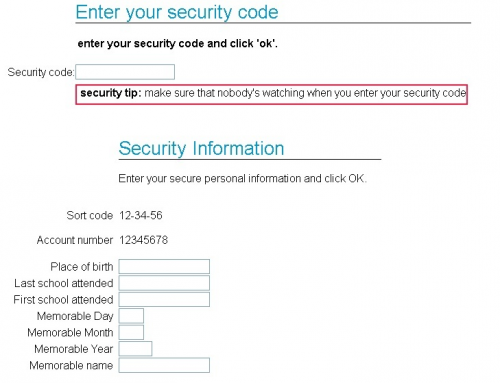 Enter your security code
enter your security code and click 'ok'.
Security code:
security tip: make sure that nobody's watching when you enter your security code
Security Information
Enter your secure personal information and click OK.
Sort code 12-34-56
Account number 12345678
Place of birth
Last school attended
First school attended
Memorable Day
Memorable Month
Memorable Year
Memorable name